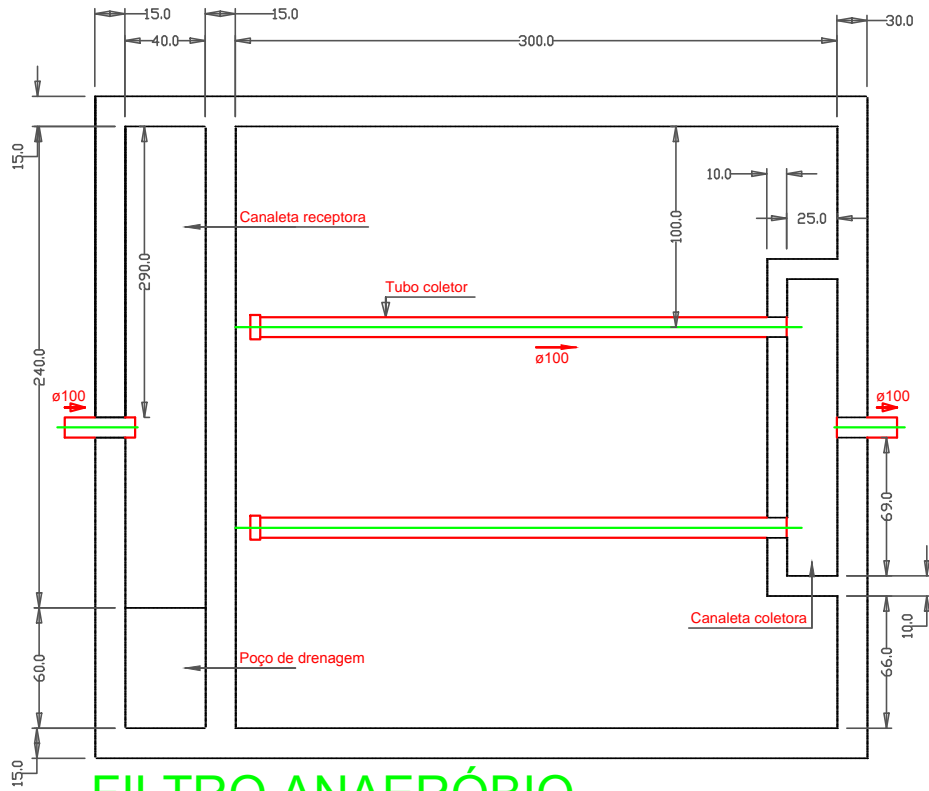 15.0
15.0
30.0
40.0
300.0
15.0
10.0
25.0
100.0
Canaleta receptora
290.0
Tubo coletor
ø100
240.0
ø100
ø100
69.0
Canaleta coletora
10.0
Poço de drenagem
60.0
66.0
15.0
FILTRO ANAERÓBIO